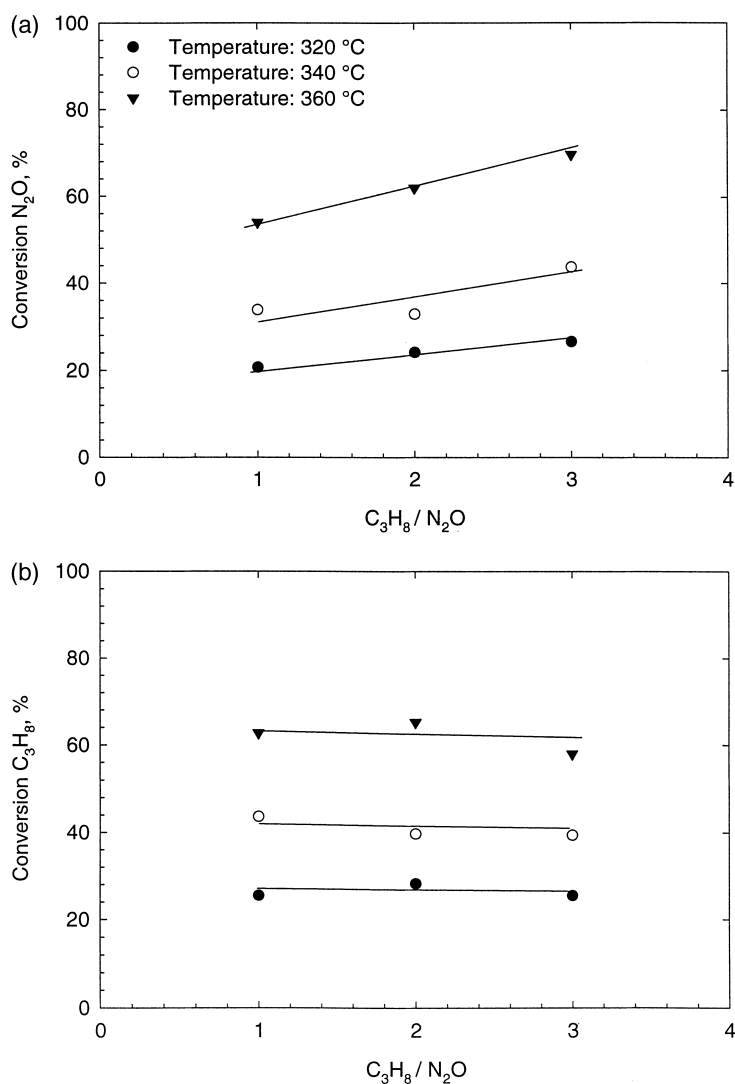 (a)
100
80
60
40
20
0
Conversion N₂O, %
Temperature: 320 °C
Temperature: 340 °C
Temperature: 360 °C
0 1 2 3 4
C₃H₈ / N₂O
(b)
100
80
60
40
20
0
Conversion C₃H₈, %
0 1 2 3 4
C₃H₈ / N₂O